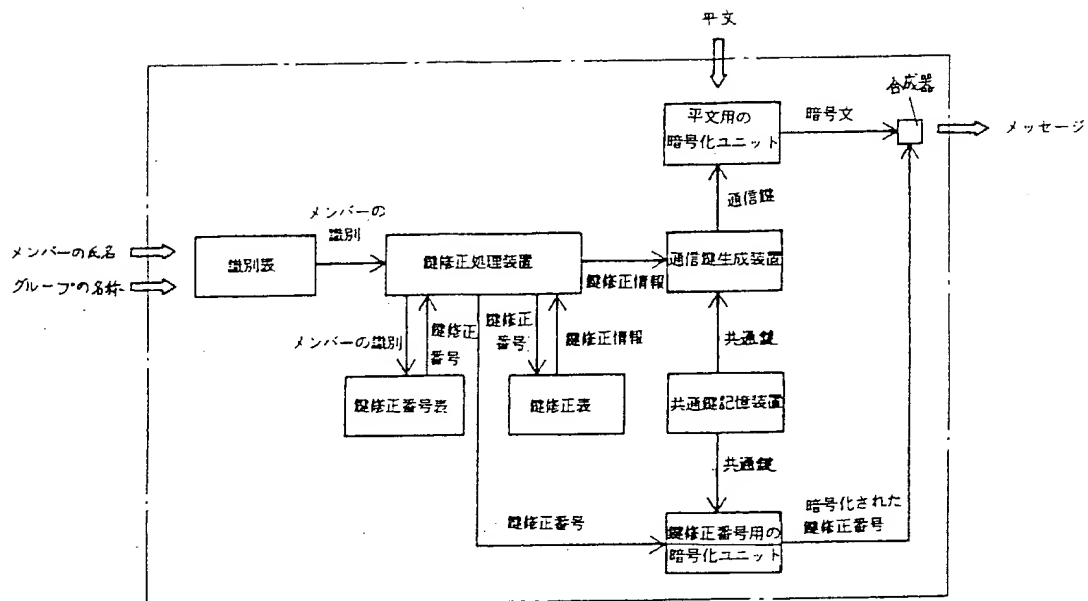 平文
合成器
平文用の
暗号化ユニット
暗号文
メッセージ
通信鍵
メンバーの氏名
グループの名称
識別表
メンバーの
識別
鍵修正処理装置
鍵修正情報
通信鍵生成装置
メンバーの識別
鍵修正
番号
鍵修正
番号
鍵修正情報
共通鍵
鍵修正番号表
鍵修正表
共通鍵記憶装置
共通鍵
鍵修正番号
鍵修正番号用の
暗号化ユニット
暗号化された
鍵修正番号